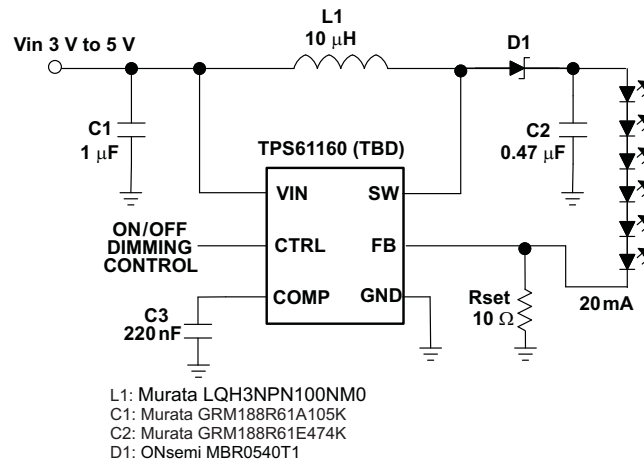 L1
10 µH
Vin 3 V to 5 V
D1
C1
1 µF
C2
0.47 µF
TPS61160 (TBD)
VIN
SW
ON/OFF
DIMMING
CONTROL
CTRL
FB
COMP
GND
C3
220 nF
Rset
10 Ω
20 mA
L1: Murata LQH3NPN100NM0
C1: Murata GRM188R61A105K
C2: Murata GRM188R61E474K
D1: ONsemi MBR0540T1